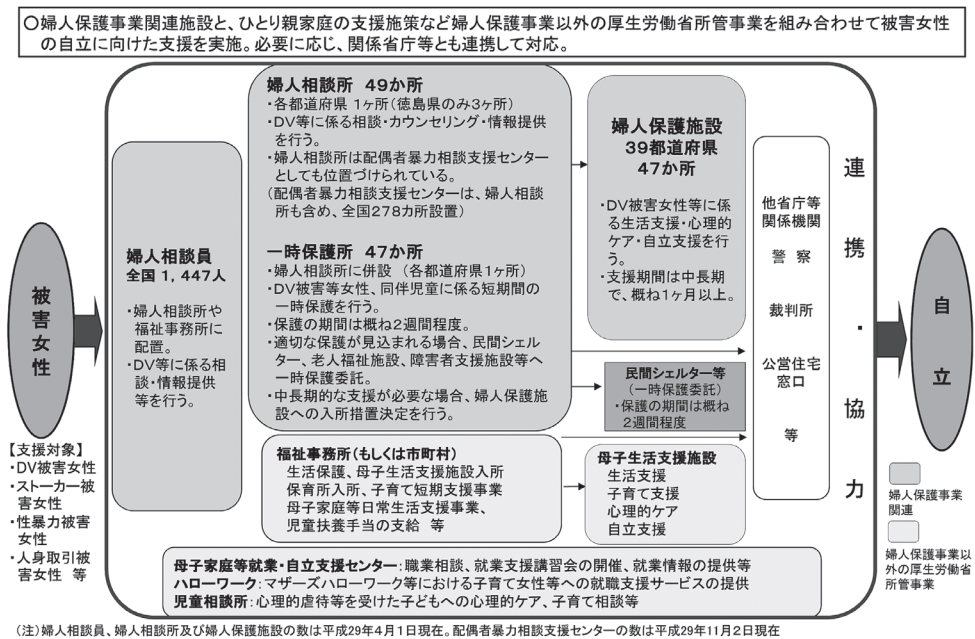 ○婦人保護事業関連施設と、ひとり親家庭の支援施策など婦人保護事業以外の厚生労働省所管事業を組み合わせて被害女性
の自立に向けた支援を実施。必要に応じ、関係省庁等とも連携して対応。
被害女性
【支援対象】
・DV被害女性
・ストーカー被
害女性
・性暴力被害
女性
・人身取引被
害女性 等
婦人相談員
全国1,447人
・婦人相談所や
福祉事務所に
配置。
・DV等に係る相
談・情報提供
等を行う。
婦人相談所 49か所
・各都道府県 1ヶ所(徳島県のみ3ヶ所)
・DV等に係る相談・カウンセリング・情報提供
を行う。
・婦人相談所は配偶者暴力相談支援センター
としても位置づけられている。
(配偶者暴力相談支援センターは、婦人相談
所も含め、全国278カ所設置)
一時保護所 47か所
・婦人相談所に併設 (各都道府県1ヶ所)
・DV被害等女性、同伴児童に係る短期間の
一時保護を行う。
・保護の期間は概ね2週間程度。
・適切な保護が見込まれる場合、民間シェル
ター、老人福祉施設、障害者支援施設等へ
一時保護委託。
・中長期的な支援が必要な場合、婦人保護施
設への入所措置決定を行う。
福祉事務所(もしくは市町村)
生活保護、母子生活支援施設入所
保育所入所、子育て短期支援事業
母子家庭等日常生活支援事業、
児童扶養手当の支給 等
婦人保護施設
39都道府県
47か所
・DV被害女性等に係
る生活支援・心理的
ケア・自立支援を行
う。
・支援期間は中長期
で、概ね1ヶ月以上。
民間シェルター等
(一時保護委託)
・保護の期間は概ね
2週間程度
母子生活支援施設
生活支援
子育て支援
心理的ケア
自立支援
他省庁等
関係機関
警察
裁判所
公営住宅
窓口
等
連携・協力
自立
母子家庭等就業・自立支援センター:職業相談、就業支援講習会の開催、就業情報の提供等
ハローワーク:マザーズハローワーク等における子育て女性等への就職支援サービスの提供
児童相談所:心理的虐待等を受けた子どもへの心理的ケア、子育て相談等
婦人保護事業
関連
婦人保護事業以
外の厚生労働省
所管事業
(注)婦人相談員、婦人相談所及び婦人保護施設の数は平成29年4月1日現在。配偶者暴力相談支援センターの数は平成29年11月2日現在